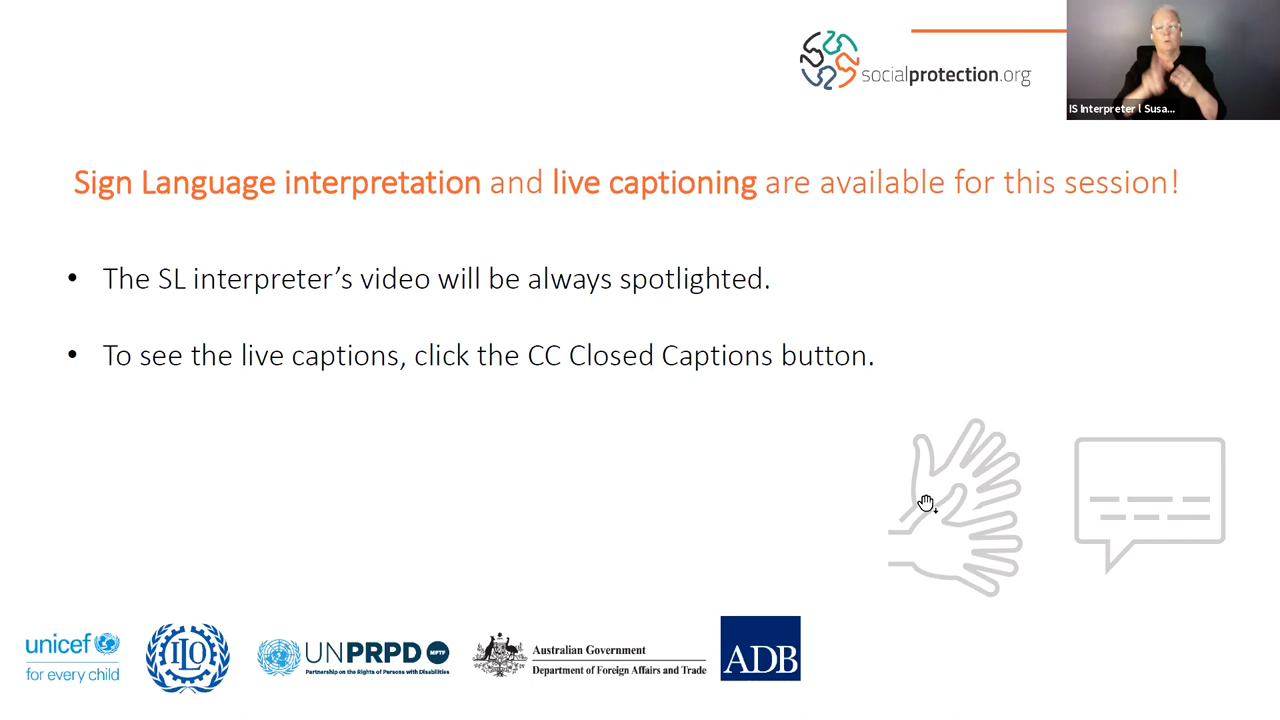 socialprotection.org
IS Interpreter l Susa...
Sign Language interpretation and live captioning are available for this session!
• The SL interpreter’s video will be always spotlighted.
• To see the live captions, click the CC Closed Captions button.
unicef
for every child
ILO
UNPRPD MPTF
Partnership on the Rights of Persons with Disabilities
Australian Government
Department of Foreign Affairs and Trade
ADB